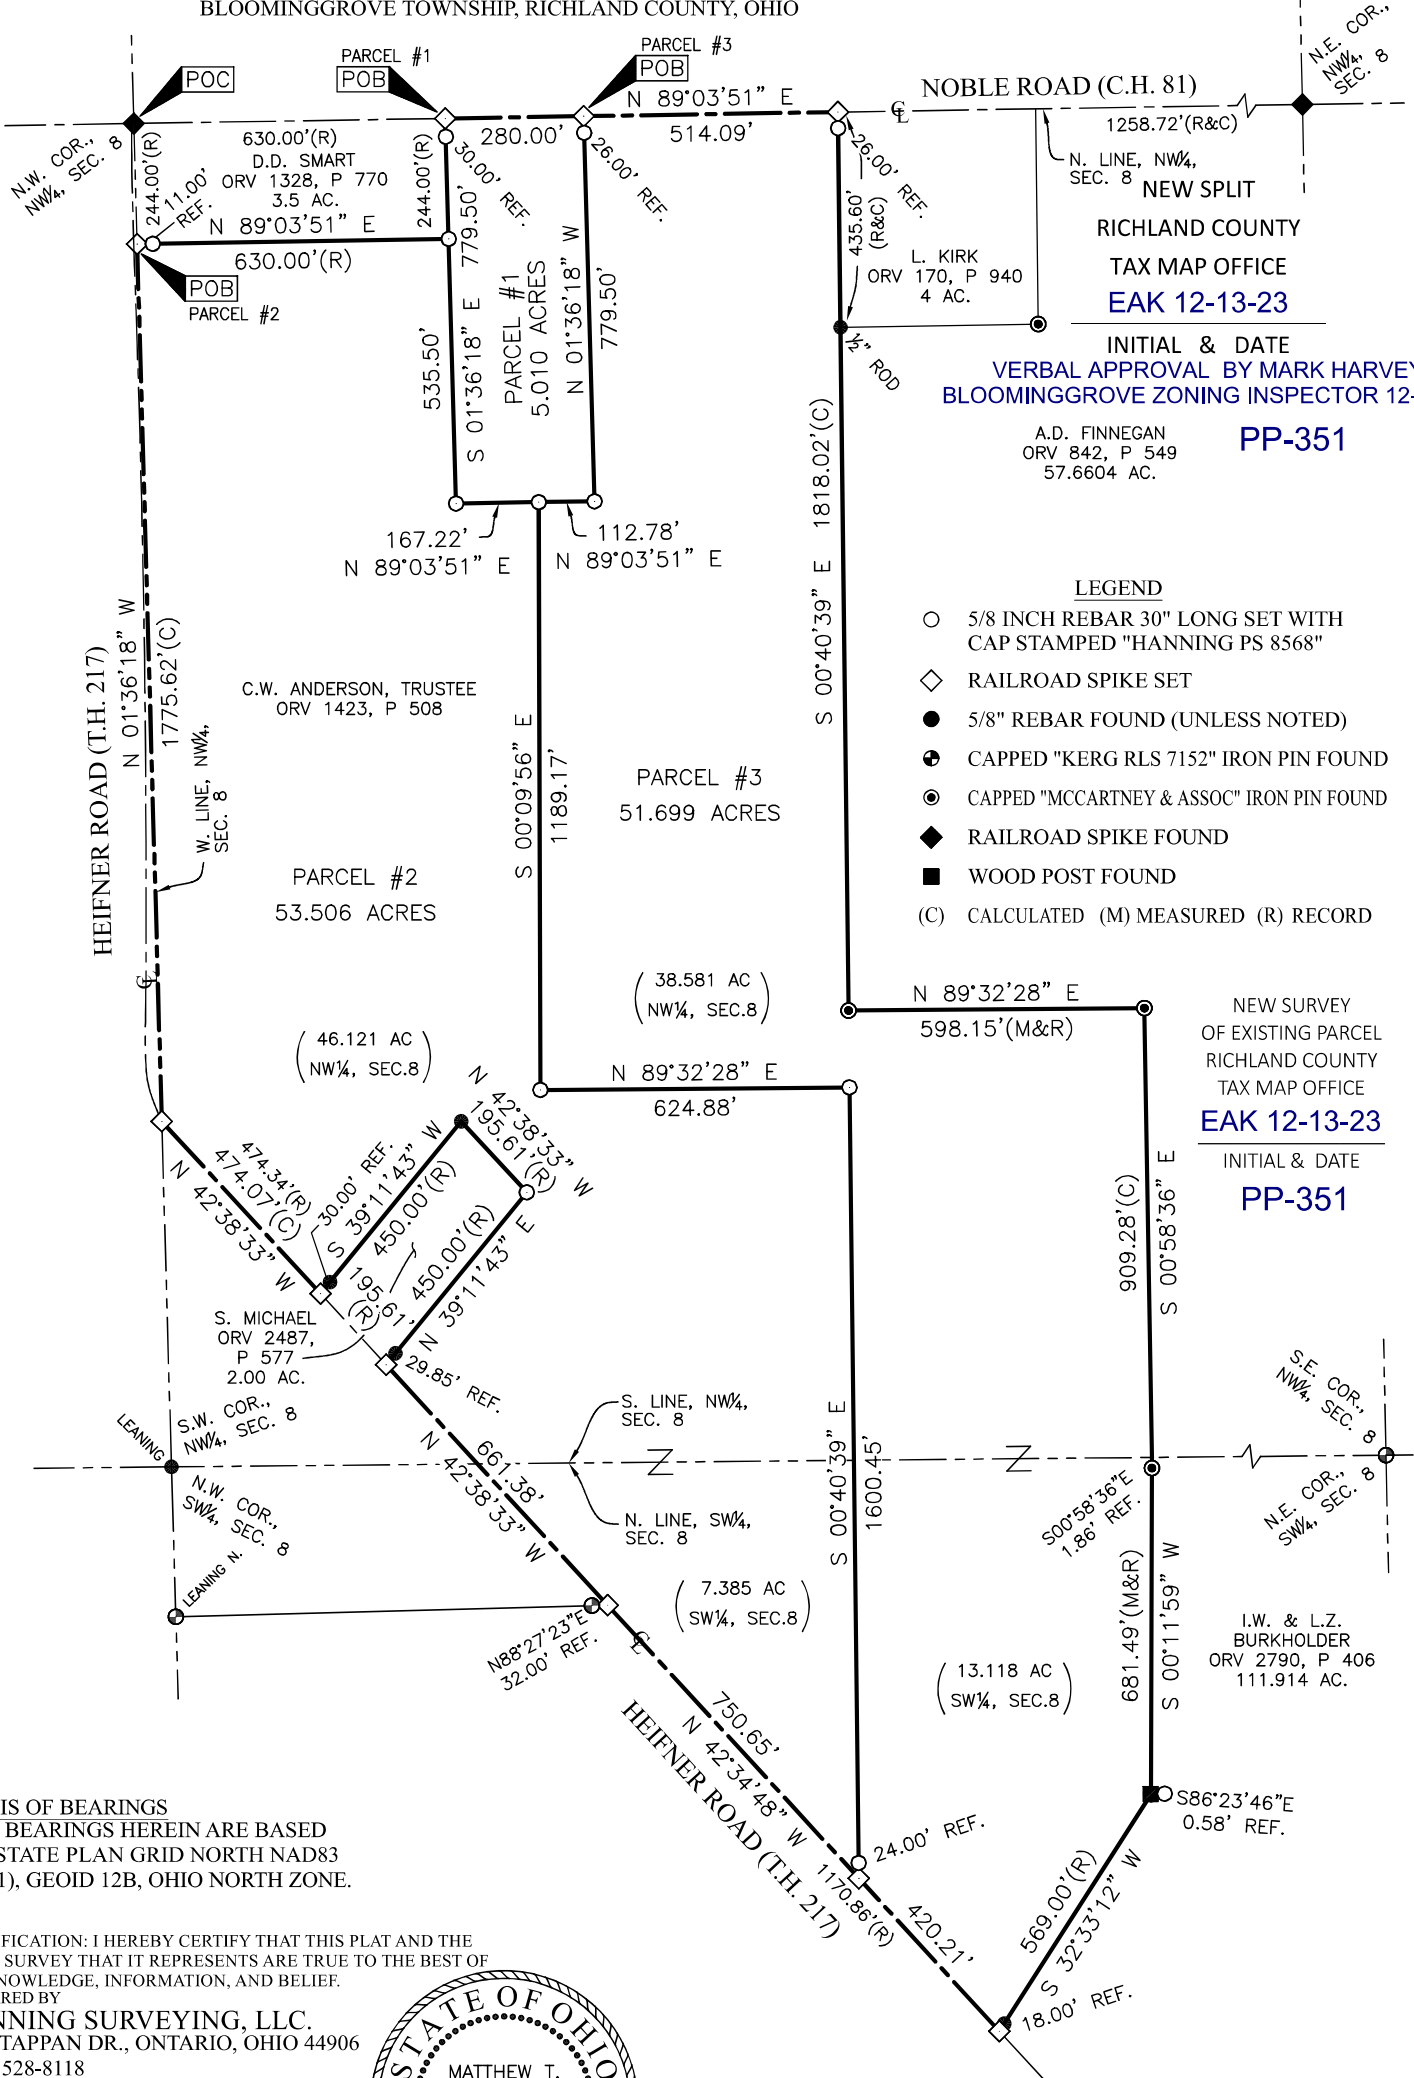 BLOOMINGGROVE TOWNSHIP, RICHLAND COUNTY, OHIO
N.E. COR.,
NW¼,
SEC. 8
PARCEL #1
POB
PARCEL #3
POB
POC
N 89°03'51" E
NOBLE ROAD (C.H. 81)
℄
280.00'
514.09'
1258.72'(R&C)
N.W. COR.,
NW¼, SEC. 8
244.00'(R)
630.00'(R)
D.D. SMART
ORV 1328, P 770
3.5 AC.
11.00'
REF.
N 89°03'51" E
630.00'(R)
244.00'(R)
30.00' REF.
779.50'
26.00' REF.
26.00' REF.
435.60'
(R&C)
N. LINE, NW¼,
SEC. 8
NEW SPLIT
RICHLAND COUNTY
TAX MAP OFFICE
EAK 12-13-23
INITIAL & DATE
VERBAL APPROVAL BY MARK HARVEY
BLOOMINGGROVE ZONING INSPECTOR 12-
PP-351
L. KIRK
ORV 170, P 940
4 AC.
½" ROD
A.D. FINNEGAN
ORV 842, P 549
57.6604 AC.
POB
PARCEL #2
535.50'
S 01°36'18" E
PARCEL #1
5.010 ACRES
N 01°36'18" W
779.50'
167.22'
N 89°03'51" E
112.78'
N 89°03'51" E
S 00°40'39" E 1818.02'(C)
LEGEND
5/8 INCH REBAR 30" LONG SET WITH
CAP STAMPED "HANNING PS 8568"
RAILROAD SPIKE SET
5/8" REBAR FOUND (UNLESS NOTED)
CAPPED "KERG RLS 7152" IRON PIN FOUND
CAPPED "MCCARTNEY & ASSOC" IRON PIN FOUND
RAILROAD SPIKE FOUND
WOOD POST FOUND
(C) CALCULATED (M) MEASURED (R) RECORD
HEIFNER ROAD (T.H. 217)
N 01°36'18" W
1775.62'(C)
W. LINE, NW¼,
SEC. 8
℄
C.W. ANDERSON, TRUSTEE
ORV 1423, P 508
S 00°09'56" E
1189.17'
PARCEL #3
51.699 ACRES
PARCEL #2
53.506 ACRES
(38.581 AC
NW¼, SEC.8)
(46.121 AC
NW¼, SEC.8)
N 89°32'28" E
598.15'(M&R)
N 89°32'28" E
624.88'
NEW SURVEY
OF EXISTING PARCEL
RICHLAND COUNTY
TAX MAP OFFICE
EAK 12-13-23
INITIAL & DATE
PP-351
N 42°38'33" W
195.61'(R)
474.34'(R)
474.07'(C)
N 42°38'33" W
30.00' REF.
S 39°11'43" W
450.00'(R)
450.00'(R)
N 39°11'43" E
195.61'
(R)
S. MICHAEL
ORV 2487,
P 577
2.00 AC.
29.85' REF.
909.28'(C)
S 00°58'36" E
S.E. COR.,
NW¼,
SEC. 8
LEANING
S.W. COR.,
NW¼, SEC. 8
N.W. COR.,
SW¼,
SEC. 8
LEANING N.
661.38'
N 42°38'33" W
S. LINE, NW¼,
SEC. 8
N. LINE, SW¼,
SEC. 8
S 00°40'39" E
1600.45'
S00°58'36"E
1.86' REF.
N.E. COR.,
SW¼, SEC. 8
N88°27'23"E
32.00' REF.
℄
(7.385 AC
SW¼, SEC.8)
(13.118 AC
SW¼, SEC.8)
681.49'(M&R)
S 00°11'59" W
I.W. & L.Z.
BURKHOLDER
ORV 2790, P 406
111.914 AC.
750.65'
N 42°34'48" W
HEIFNER ROAD (T.H. 217)
1170.86'(R)
24.00' REF.
420.21'
569.00'(R)
S 32°33'12" W
18.00' REF.
S86°23'46"E
0.58' REF.
IS OF BEARINGS
BEARINGS HEREIN ARE BASED
STATE PLAN GRID NORTH NAD83
1), GEOID 12B, OHIO NORTH ZONE.
FICATION: I HEREBY CERTIFY THAT THIS PLAT AND THE
SURVEY THAT IT REPRESENTS ARE TRUE TO THE BEST OF
NOWLEDGE, INFORMATION, AND BELIEF.
RED BY
NNING SURVEYING, LLC.
TAPPAN DR., ONTARIO, OHIO 44906
528-8118
STATE OF OHIO
MATTHEW T.